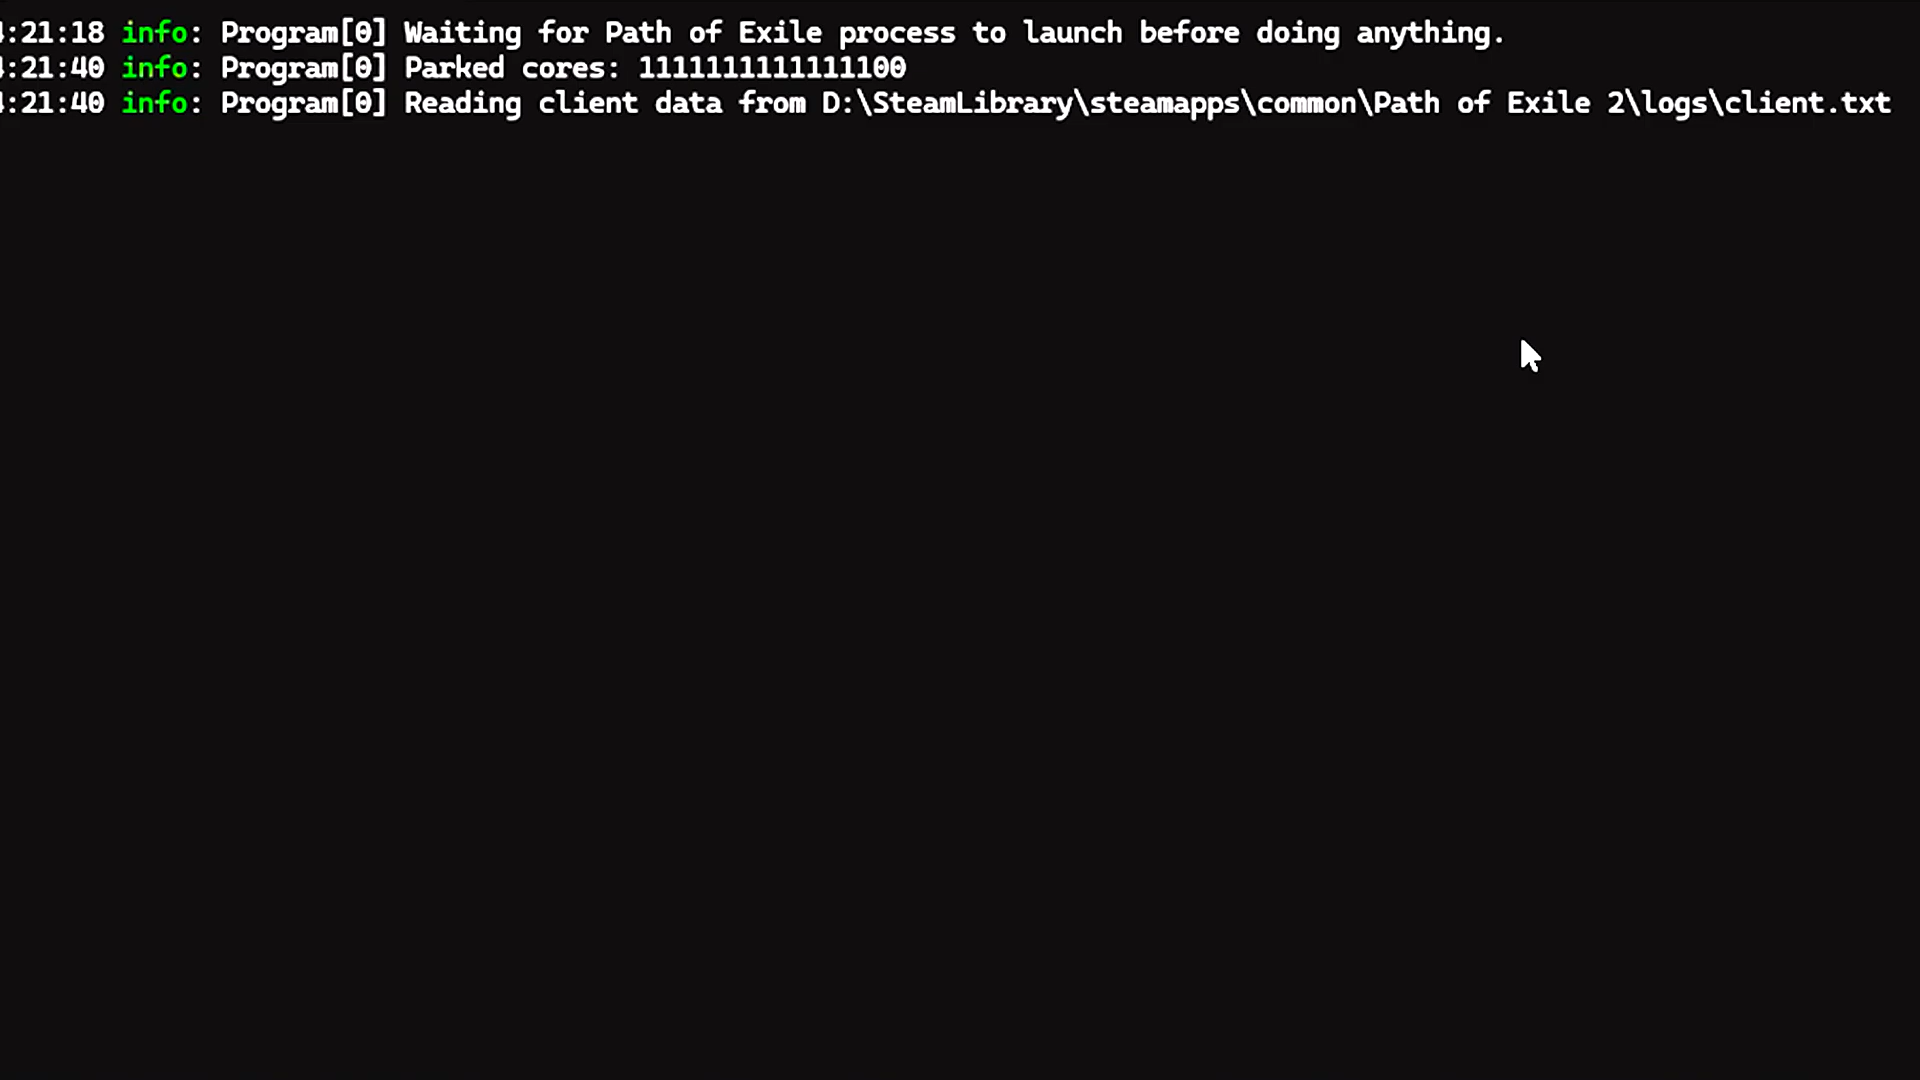 :21:18 info: Program[0] Waiting for Path of Exile process to launch before doing anything.
:21:40 info: Program[0] Parked cores: 1111111111111100
:21:40 info: Program[0] Reading client data from D:\SteamLibrary\steamapps\common\Path of Exile 2\logs\client.txt